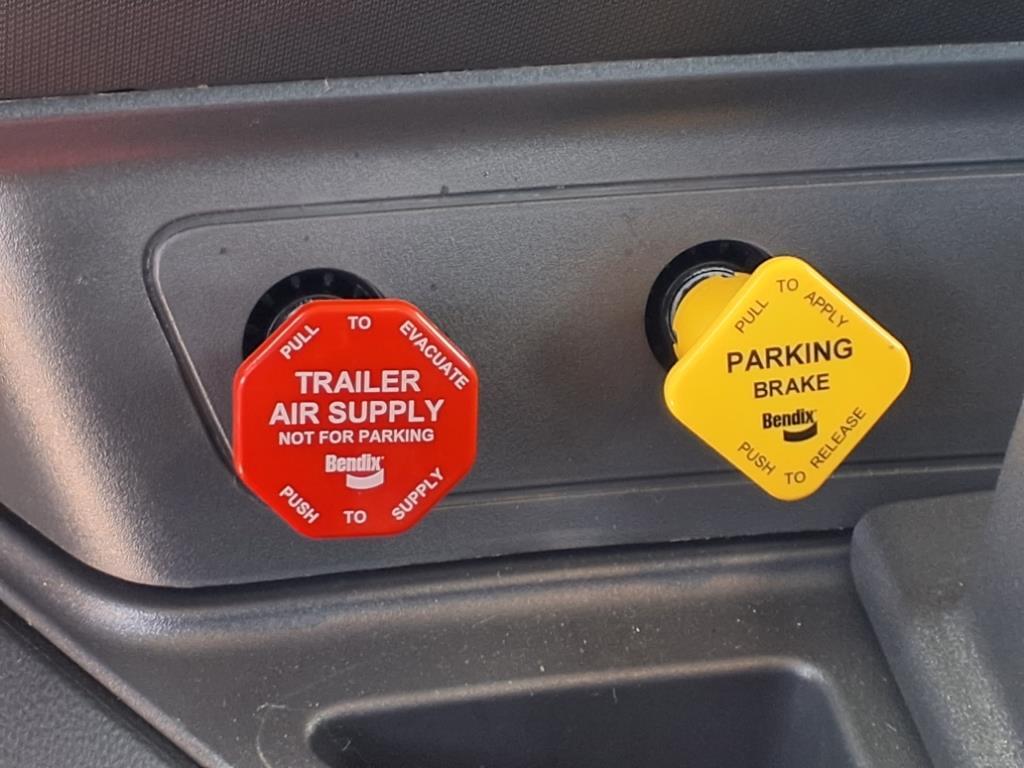 PULL TO EVACUATE
TRAILER
AIR SUPPLY
NOT FOR PARKING
Bendix
PUSH TO SUPPLY
PULL TO APPLY
PARKING
BRAKE
Bendix
PUSH TO RELEASE